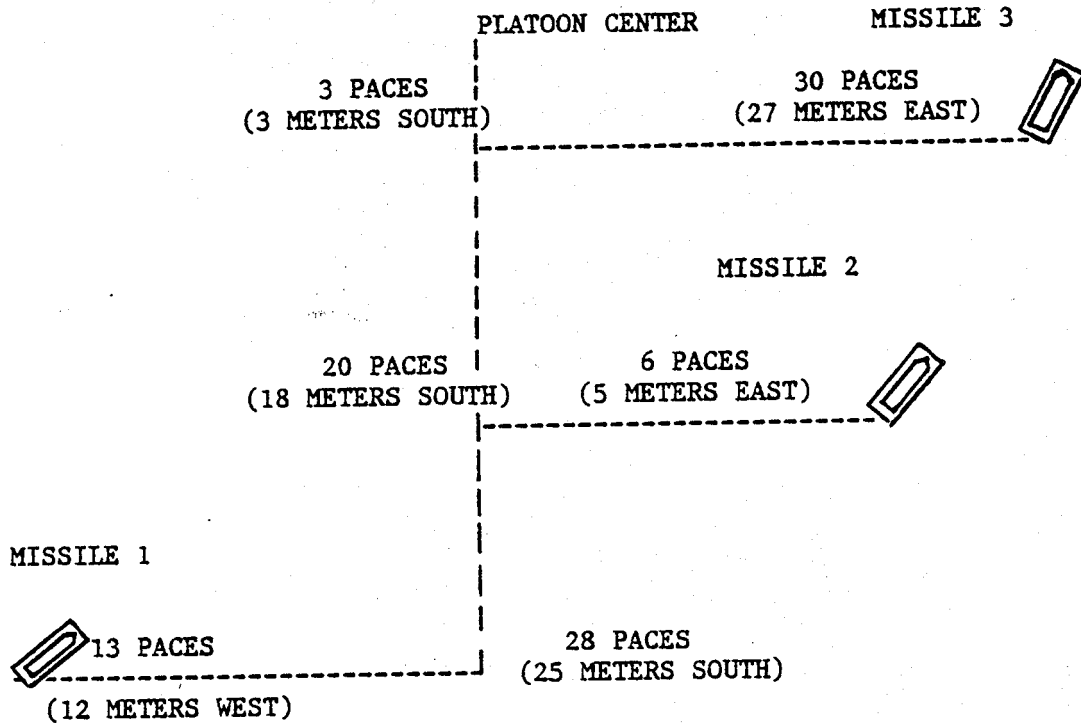 PLATOON CENTER
MISSILE 3
3 PACES
(3 METERS SOUTH)
30 PACES
(27 METERS EAST)
MISSILE 2
20 PACES
(18 METERS SOUTH)
6 PACES
(5 METERS EAST)
MISSILE 1
13 PACES
(12 METERS WEST)
28 PACES
(25 METERS SOUTH)